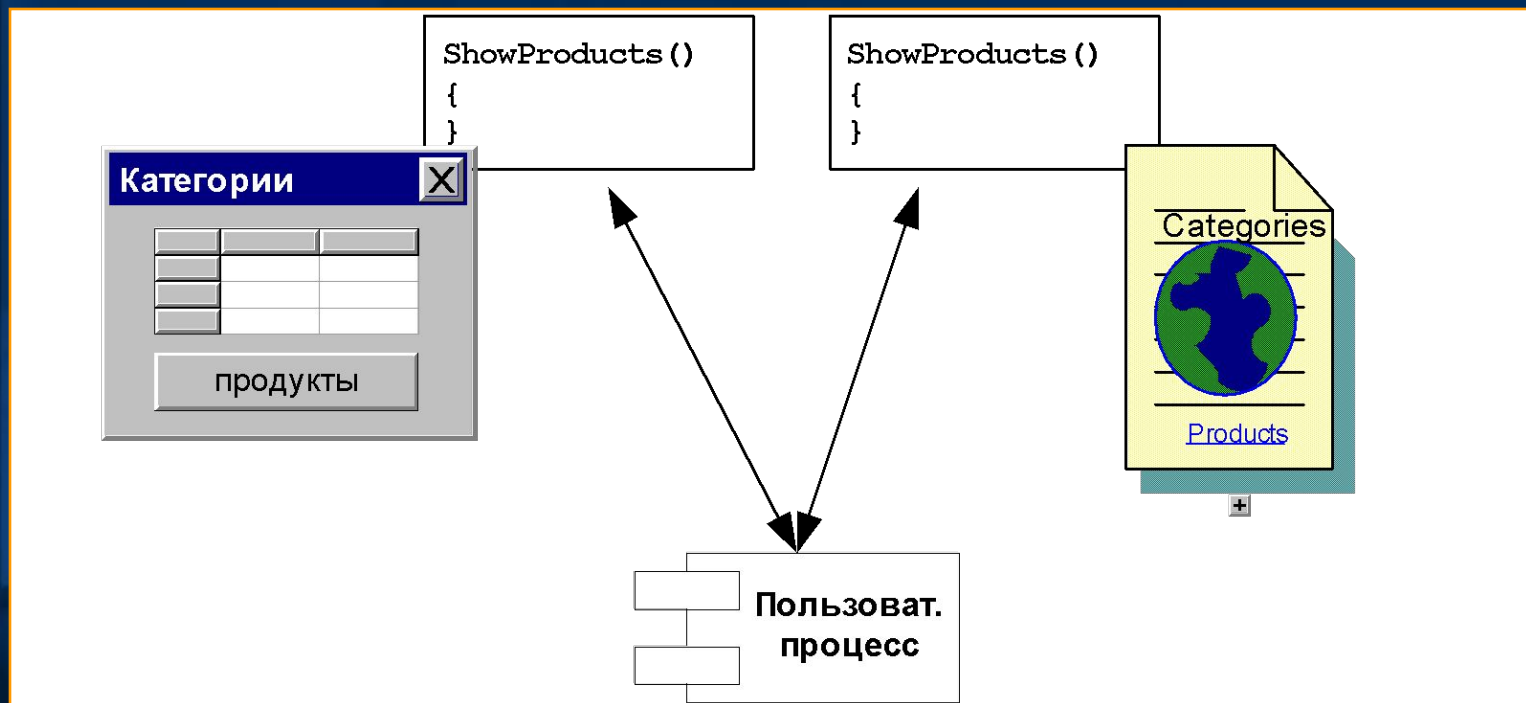 ShowProducts()
{
}
ShowProducts()
{
}
Категории
X
продукты
Categories
Products
+
Пользоват.
процесс